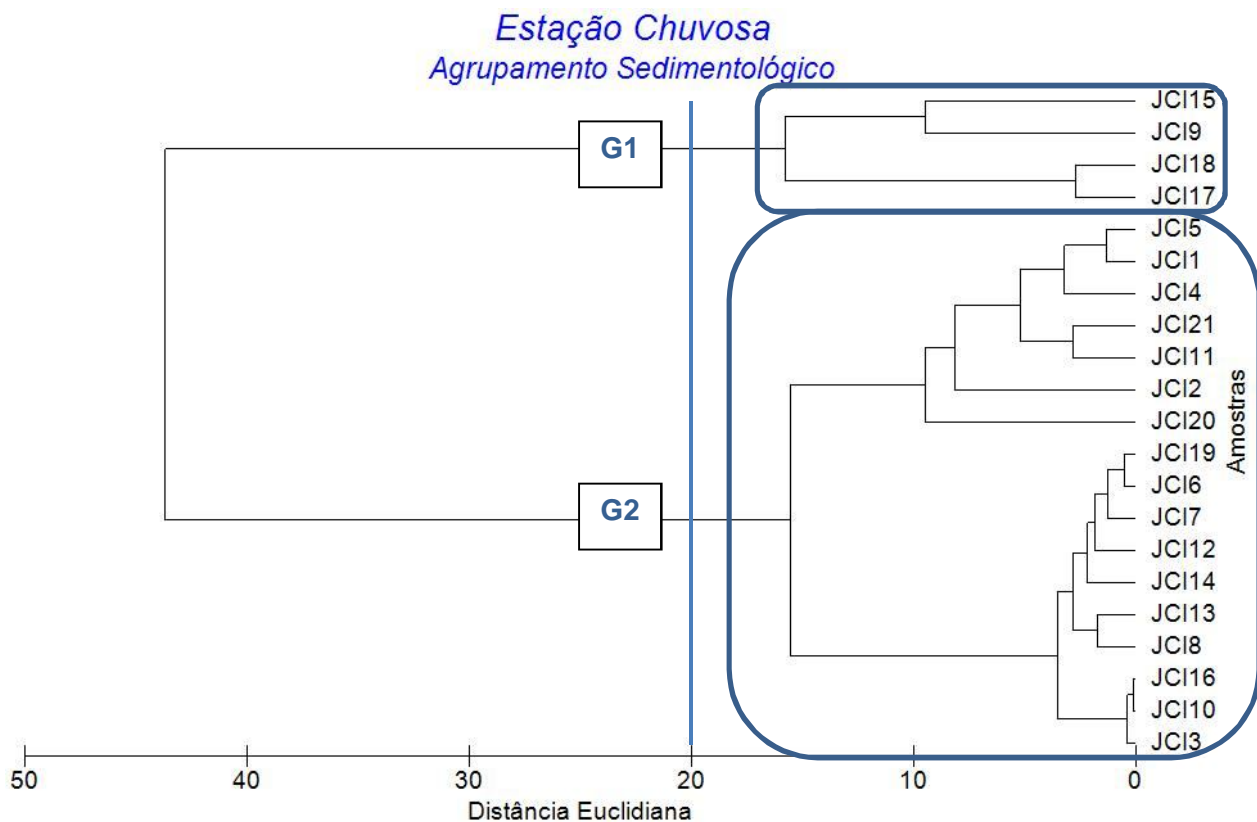 Estação Chuvosa
Agrupamento Sedimentológico
G1
G2
JCI15
JCI9
JCI18
JCI17
JCI5
JCI1
JCI4
JCI21
JCI11
JCI2
JCI20
JCI19
JCI6
JCI7
JCI12
JCI14
JCI13
JCI8
JCI16
JCI10
JCI3
Amostras
50 40 30 20 10 0
Distância Euclidiana